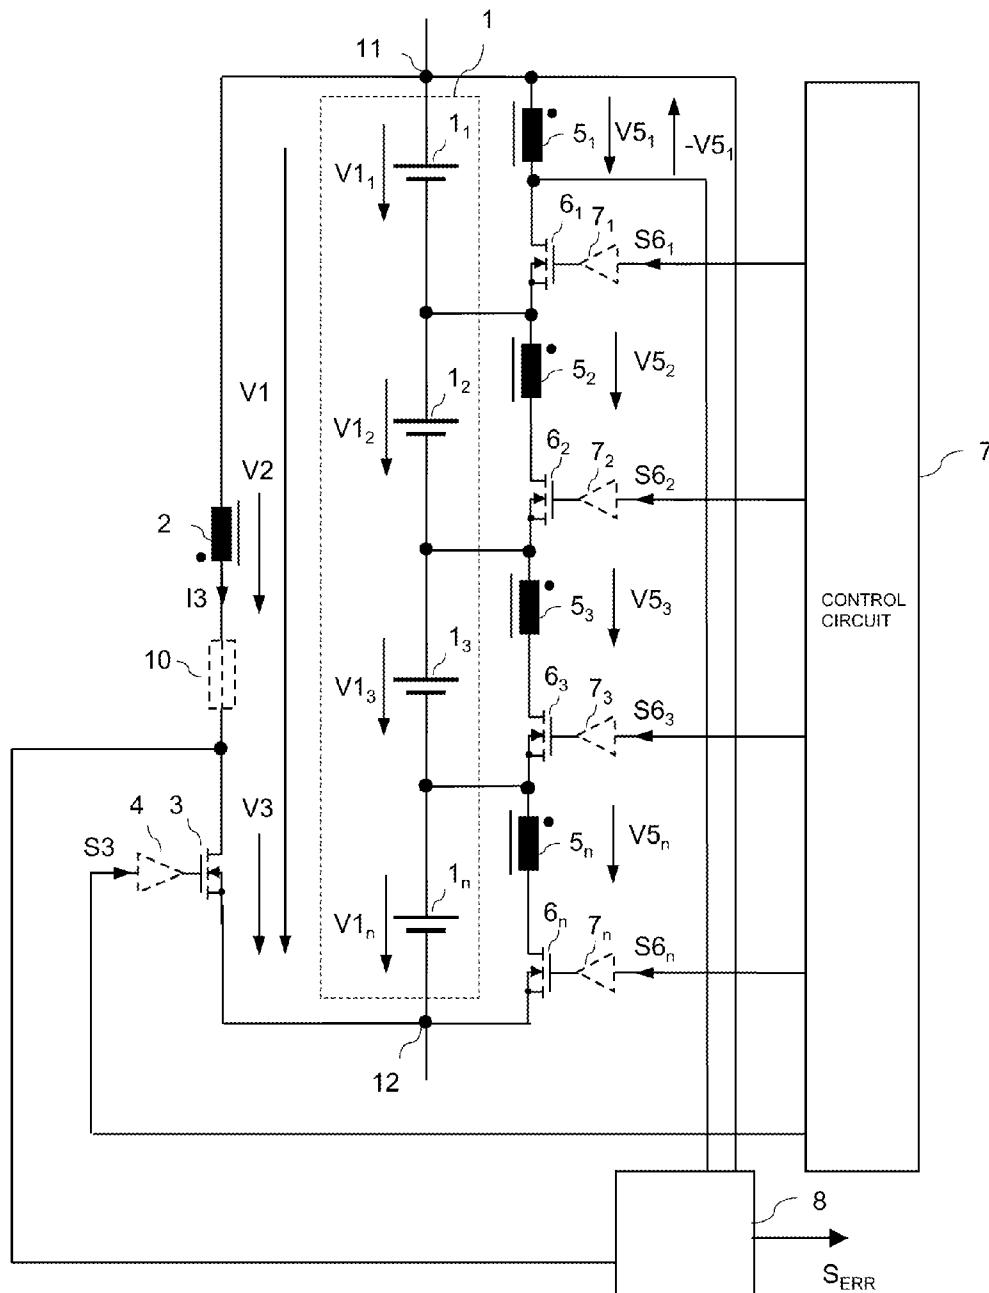 1
11
1₁
V1₁
5₁
V5₁
-V5₁
6₁
7₁
S6₁
V1
V2
2
I3
10
1₂
V1₂
5₂
V5₂
6₂
7₂
S6₂
7
CONTROL
CIRCUIT
1₃
V1₃
5₃
V5₃
6₃
7₃
S6₃
V3
3
4
S3
1ₙ
V1ₙ
5ₙ
V5ₙ
6ₙ
7ₙ
S6ₙ
12
8
S_ERR